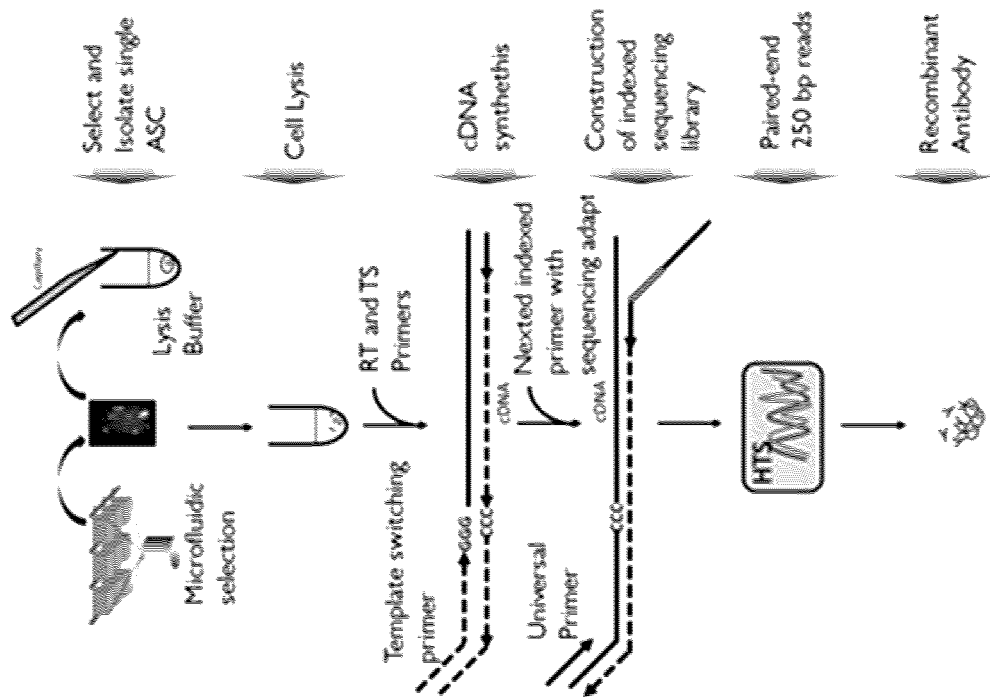 Select and
Isolate single
ASC
Cell Lysis
cDNA
synthethis
Construction
of indexed
sequencing
library
Paired-end
250 bp reads
Recombinant
Antibody
Capillary
Lysis
Buffer
Microfluidic
selection
RT and TS
Primers
Template switching
primer
GGG
CCC
cDNA
Nexted indexed
primer with
sequencing adapt
Universal
Primer
cDNA
CCC
HTS